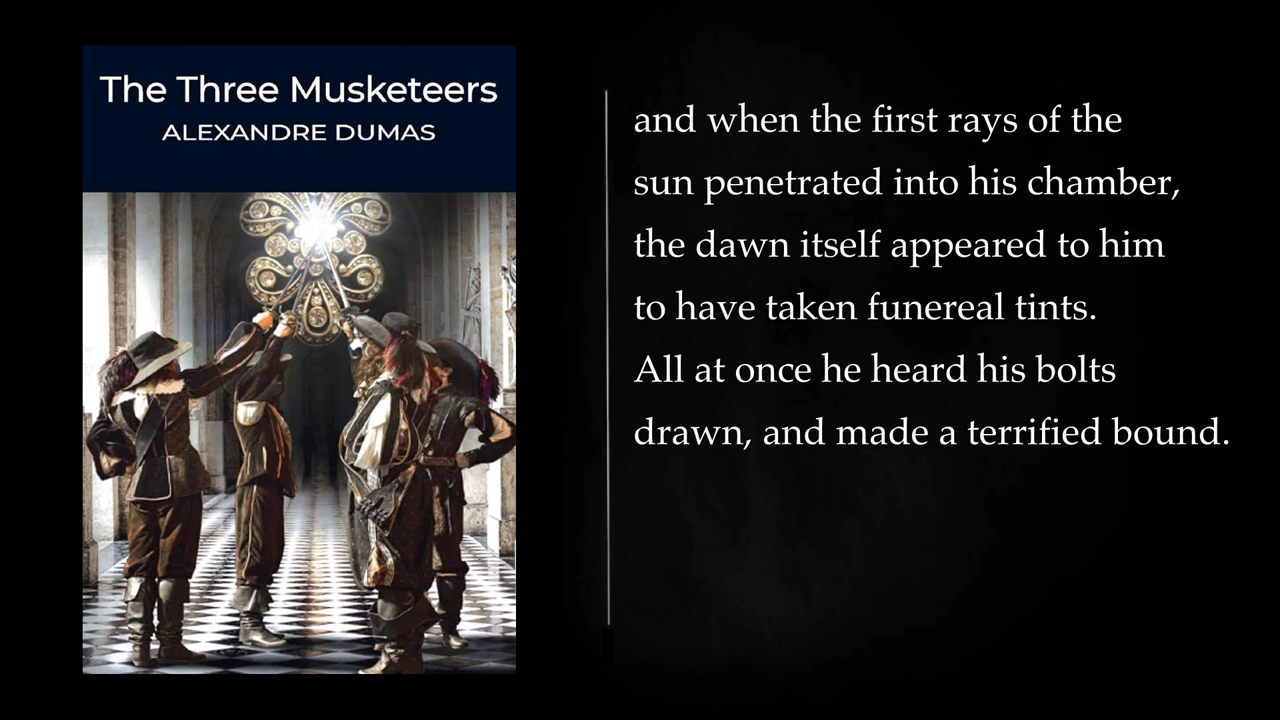 The Three Musketeers
ALEXANDRE DUMAS
and when the first rays of the
sun penetrated into his chamber,
the dawn itself appeared to him
to have taken funereal tints.
All at once he heard his bolts
drawn, and made a terrified bound.